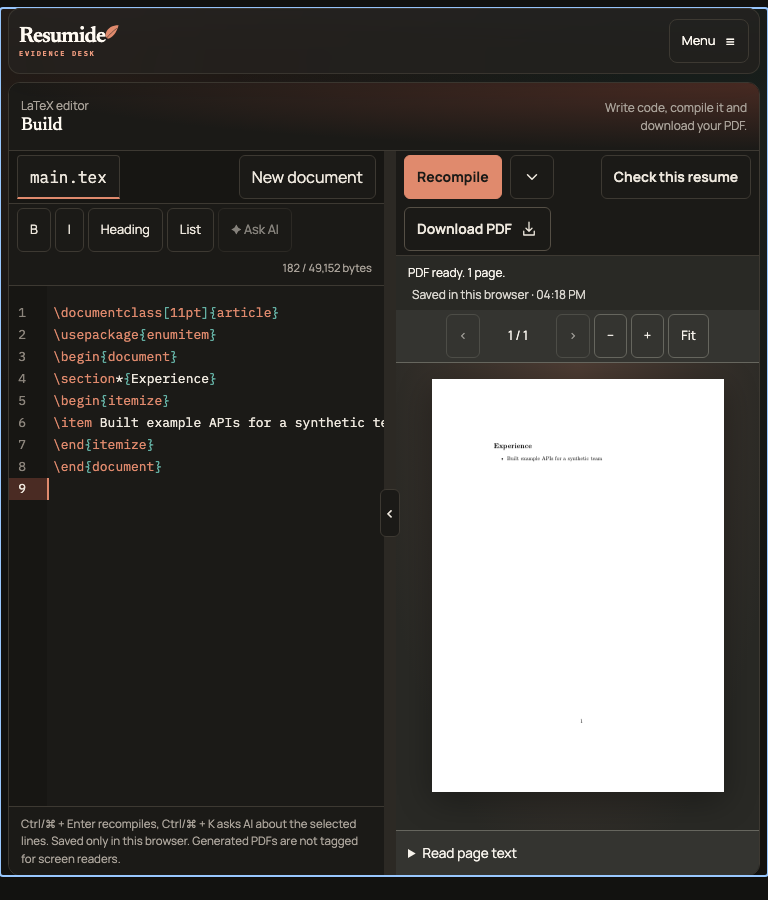 Resumide
EVIDENCE DESK
Menu
LaTeX editor
Build
Write code, compile it and
download your PDF.
main.tex
New document
B
I
Heading
List
Ask AI
182 / 49,152 bytes
1 \documentclass[11pt]{article}
2 \usepackage{enumitem}
3 \begin{document}
4 \section*{Experience}
5 \begin{itemize}
6 \item Built example APIs for a synthetic te
7 \end{itemize}
8 \end{document}
9
Ctrl/⌘ + Enter recompiles, Ctrl/⌘ + K asks AI about the selected
lines. Saved only in this browser. Generated PDFs are not tagged
for screen readers.
Recompile
Check this resume
Download PDF
PDF ready. 1 page.
Saved in this browser · 04:18 PM
‹
1 / 1
›
−
+
Fit
Experience
• Built example APIs for a synthetic team
1
Read page text